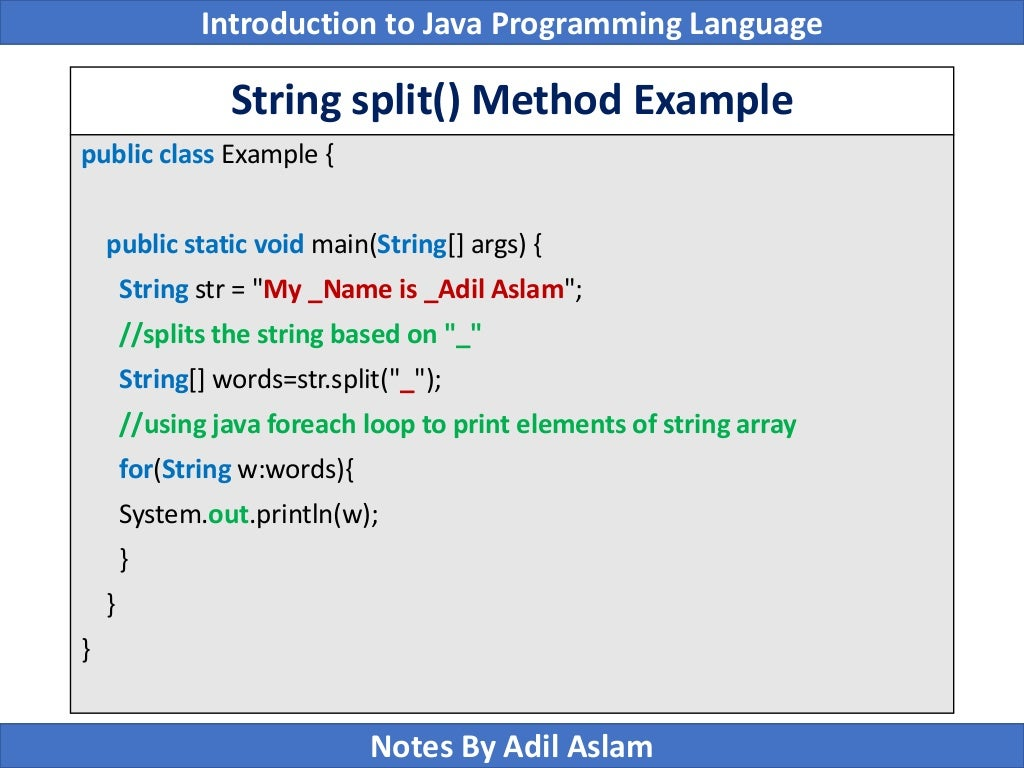 Introduction to Java Programming Language
String split() Method Example
public class Example {
public static void main(String[] args) {
String str = "My _Name is _Adil Aslam";
//splits the string based on "_"
String[] words=str.split("_");
//using java foreach loop to print elements of string array
for(String w:words){
System.out.println(w);
}
}
}
Notes By Adil Aslam